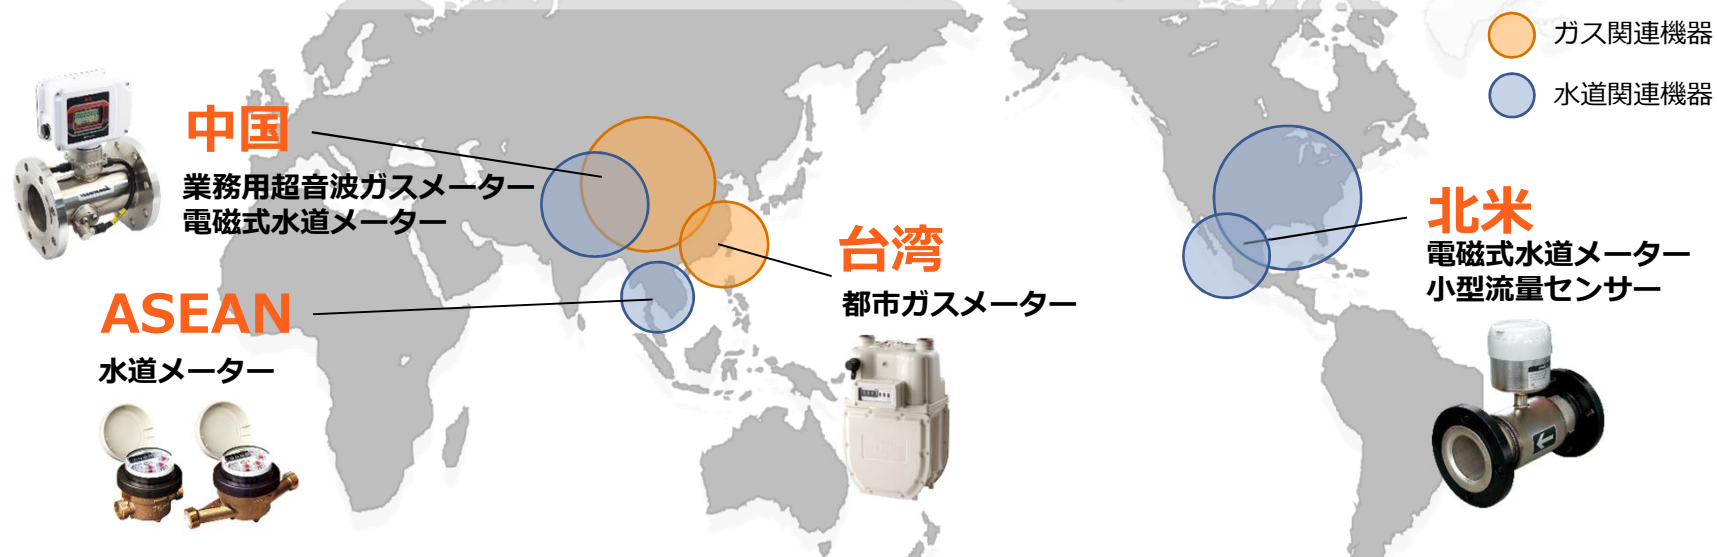 ガス関連機器
水道関連機器
中国
業務用超音波ガスメーター
電磁式水道メーター
ASEAN
水道メーター
台湾
都市ガスメーター
北米
電磁式水道メーター
小型流量センサー